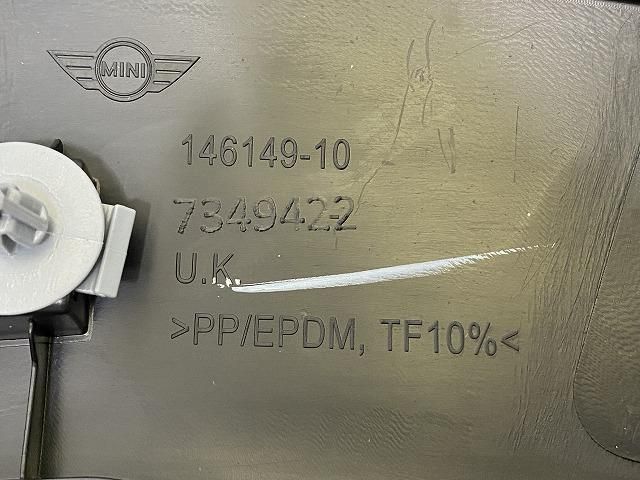 MINI
146149-10
7349422
U.K.
>PP/EPDM, TF10%<